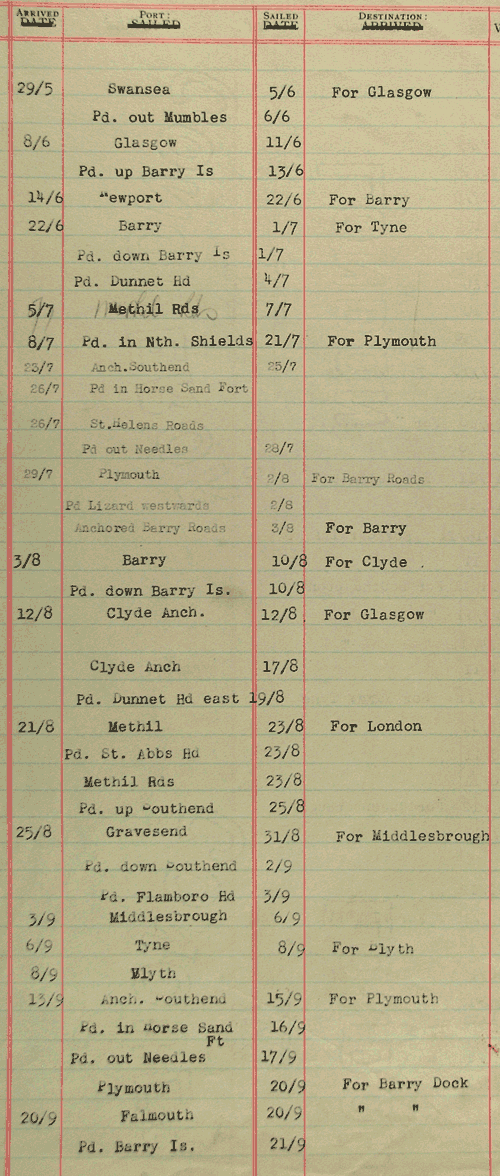 ARRIVED PORT: SAILED DESTINATION:
DATE SAILED DATE ARRIVED
29/5 Swansea 5/6 For Glasgow
Pd. out Mumbles 6/6
8/6 Glasgow 11/6
Pd. up Barry Is 13/6
14/6 Newport 22/6 For Barry
22/6 Barry 1/7 For Tyne
Pd. down Barry Is 1/7
Pd. Dunnet Hd 4/7
5/7 Methil Rds 7/7
8/7 Pd. in Nth. Shields 21/7 For Plymouth
23/7 Anch.Southend 25/7
26/7 Pd in Horse Sand Fort
26/7 St.Helens Roads
Pd out Needles 28/7
29/7 Plymouth 2/8 For Barry Roads
Pd Lizard westwards 2/8
Anchored Barry Roads 3/8 For Barry
3/8 Barry 10/8 For Clyde .
Pd. down Barry Is. 10/8
12/8 Clyde Anch. 12/8 For Glasgow
Clyde Anch 17/8
Pd. Dunnet Hd east 19/8
21/8 Methil 23/8 For London
Pd. St. Abbs Hd 23/8
Methil Rds 23/8
Pd. up Southend 25/8
25/8 Gravesend 31/8 For Middlesbrough
Pd. down Southend 2/9
Pd. Flamboro Hd 3/9
3/9 Middlesbrough 6/9
6/9 Tyne 8/9 For Blyth
8/9 Blyth
13/9 Anch. Southend 15/9 For Plymouth
Pd. in Horse Sand 16/9
Ft
Pd. out Needles 17/9
Plymouth 20/9 For Barry Dock
20/9 Falmouth 20/9 " "
Pd. Barry Is. 21/9